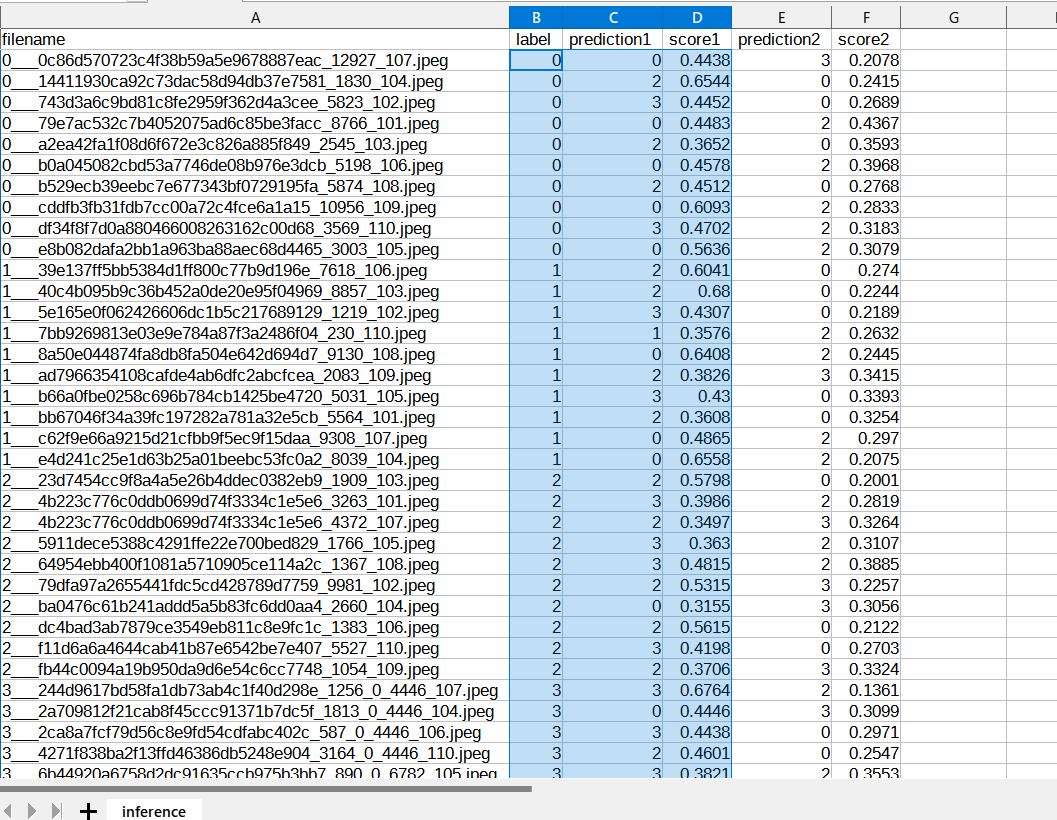 A B C D E F G
filename label prediction1 score1 prediction2 score2
0___0c86d570723c4f38b59a5e9678887eac_12927_107.jpeg 0 0 0.4438 3 0.2078
0___14411930ca92c73dac58d94db37e7581_1830_104.jpeg 0 2 0.6544 0 0.2415
0___743d3a6c9bd81c8fe2959f362d4a3cee_5823_102.jpeg 0 3 0.4452 0 0.2689
0___79e7ac532c7b4052075ad6c85be3facc_8766_101.jpeg 0 0 0.4483 2 0.4367
0___a2ea42fa1f08d6f672e3c826a885f849_2545_103.jpeg 0 2 0.3652 0 0.3593
0___b0a045082cbd53a7746de08b976e3dcb_5198_106.jpeg 0 0 0.4578 2 0.3968
0___b529ecb39eebc7e677343bf0729195fa_5874_108.jpeg 0 2 0.4512 0 0.2768
0___cddfb3fb31fdb7cc00a72c4fce6a1a15_10956_109.jpeg 0 0 0.6093 2 0.2833
0___df34f8f7d0a880466008263162c00d68_3569_110.jpeg 0 3 0.4702 2 0.3183
0___e8b082dafa2bb1a963ba88aec68d4465_3003_105.jpeg 0 0 0.5636 2 0.3079
1___39e137ff5bb5384d1ff800c77b9d196e_7618_106.jpeg 1 2 0.6041 0 0.274
1___40c4b095b9c36b452a0de20e95f04969_8857_103.jpeg 1 2 0.68 0 0.2244
1___5e165e0f062426606dc1b5c217689129_1219_102.jpeg 1 3 0.4307 0 0.2189
1___7bb9269813e03e9e784a87f3a2486f04_230_110.jpeg 1 1 0.3576 2 0.2632
1___8a50e044874fa8db8fa504e642d694d7_9130_108.jpeg 1 0 0.6408 2 0.2445
1___ad7966354108cafde4ab6dfc2abcfcea_2083_109.jpeg 1 2 0.3826 3 0.3415
1___b66a0fbe0258c696b784cb1425be4720_5031_105.jpeg 1 3 0.43 0 0.3393
1___bb67046f34a39fc197282a781a32e5cb_5564_101.jpeg 1 2 0.3608 0 0.3254
1___c62f9e66a9215d21cfbb9f5ec9f15daa_9308_107.jpeg 1 0 0.4865 2 0.297
1___e4d241c25e1d63b25a01beebc53fc0a2_8039_104.jpeg 1 0 0.6558 2 0.2075
2___23d7454cc9f8a4a5e26b4ddec0382eb9_1909_103.jpeg 2 2 0.5798 0 0.2001
2___4b223c776c0ddb0699d74f3334c1e5e6_3263_101.jpeg 2 3 0.3986 2 0.2819
2___4b223c776c0ddb0699d74f3334c1e5e6_4372_107.jpeg 2 2 0.3497 3 0.3264
2___5911dece5388c4291ffe22e700bed829_1766_105.jpeg 2 3 0.363 2 0.3107
2___64954ebb400f1081a5710905ce114a2c_1367_108.jpeg 2 3 0.4815 2 0.3885
2___79dfa97a2655441fdc5cd428789d7759_9981_102.jpeg 2 2 0.5315 3 0.2257
2___ba0476c61b241addd5a5b83fc6dd0aa4_2660_104.jpeg 2 0 0.3155 3 0.3056
2___dc4bad3ab7879ce3549eb811c8e9fc1c_1383_106.jpeg 2 2 0.5615 0 0.2122
2___f11d6a6a4644cab41b87e6542be7e407_5527_110.jpeg 2 3 0.4198 0 0.2703
2___fb44c0094a19b950da9d6e54c6cc7748_1054_109.jpeg 2 2 0.3706 3 0.3324
3___244d9617bd58fa1db73ab4c1f40d298e_1256_0_4446_107.jpeg 3 3 0.6764 2 0.1361
3___2a709812f21cab8f45ccc91371b7dc5f_1813_0_4446_104.jpeg 3 0 0.4446 3 0.3099
3___2ca8a7fcf79d56c8e9fd54cdfabc402c_587_0_4446_106.jpeg 3 3 0.4438 0 0.2971
3___4271f838ba2f13ffd46386db5248e904_3164_0_4446_110.jpeg 3 2 0.4601 0 0.2547
3___6b44920a6758d2dc91635ccb975b3bb7_890_0_6782_105.jpeg 3 3 0.3821 2 0.3553
inference